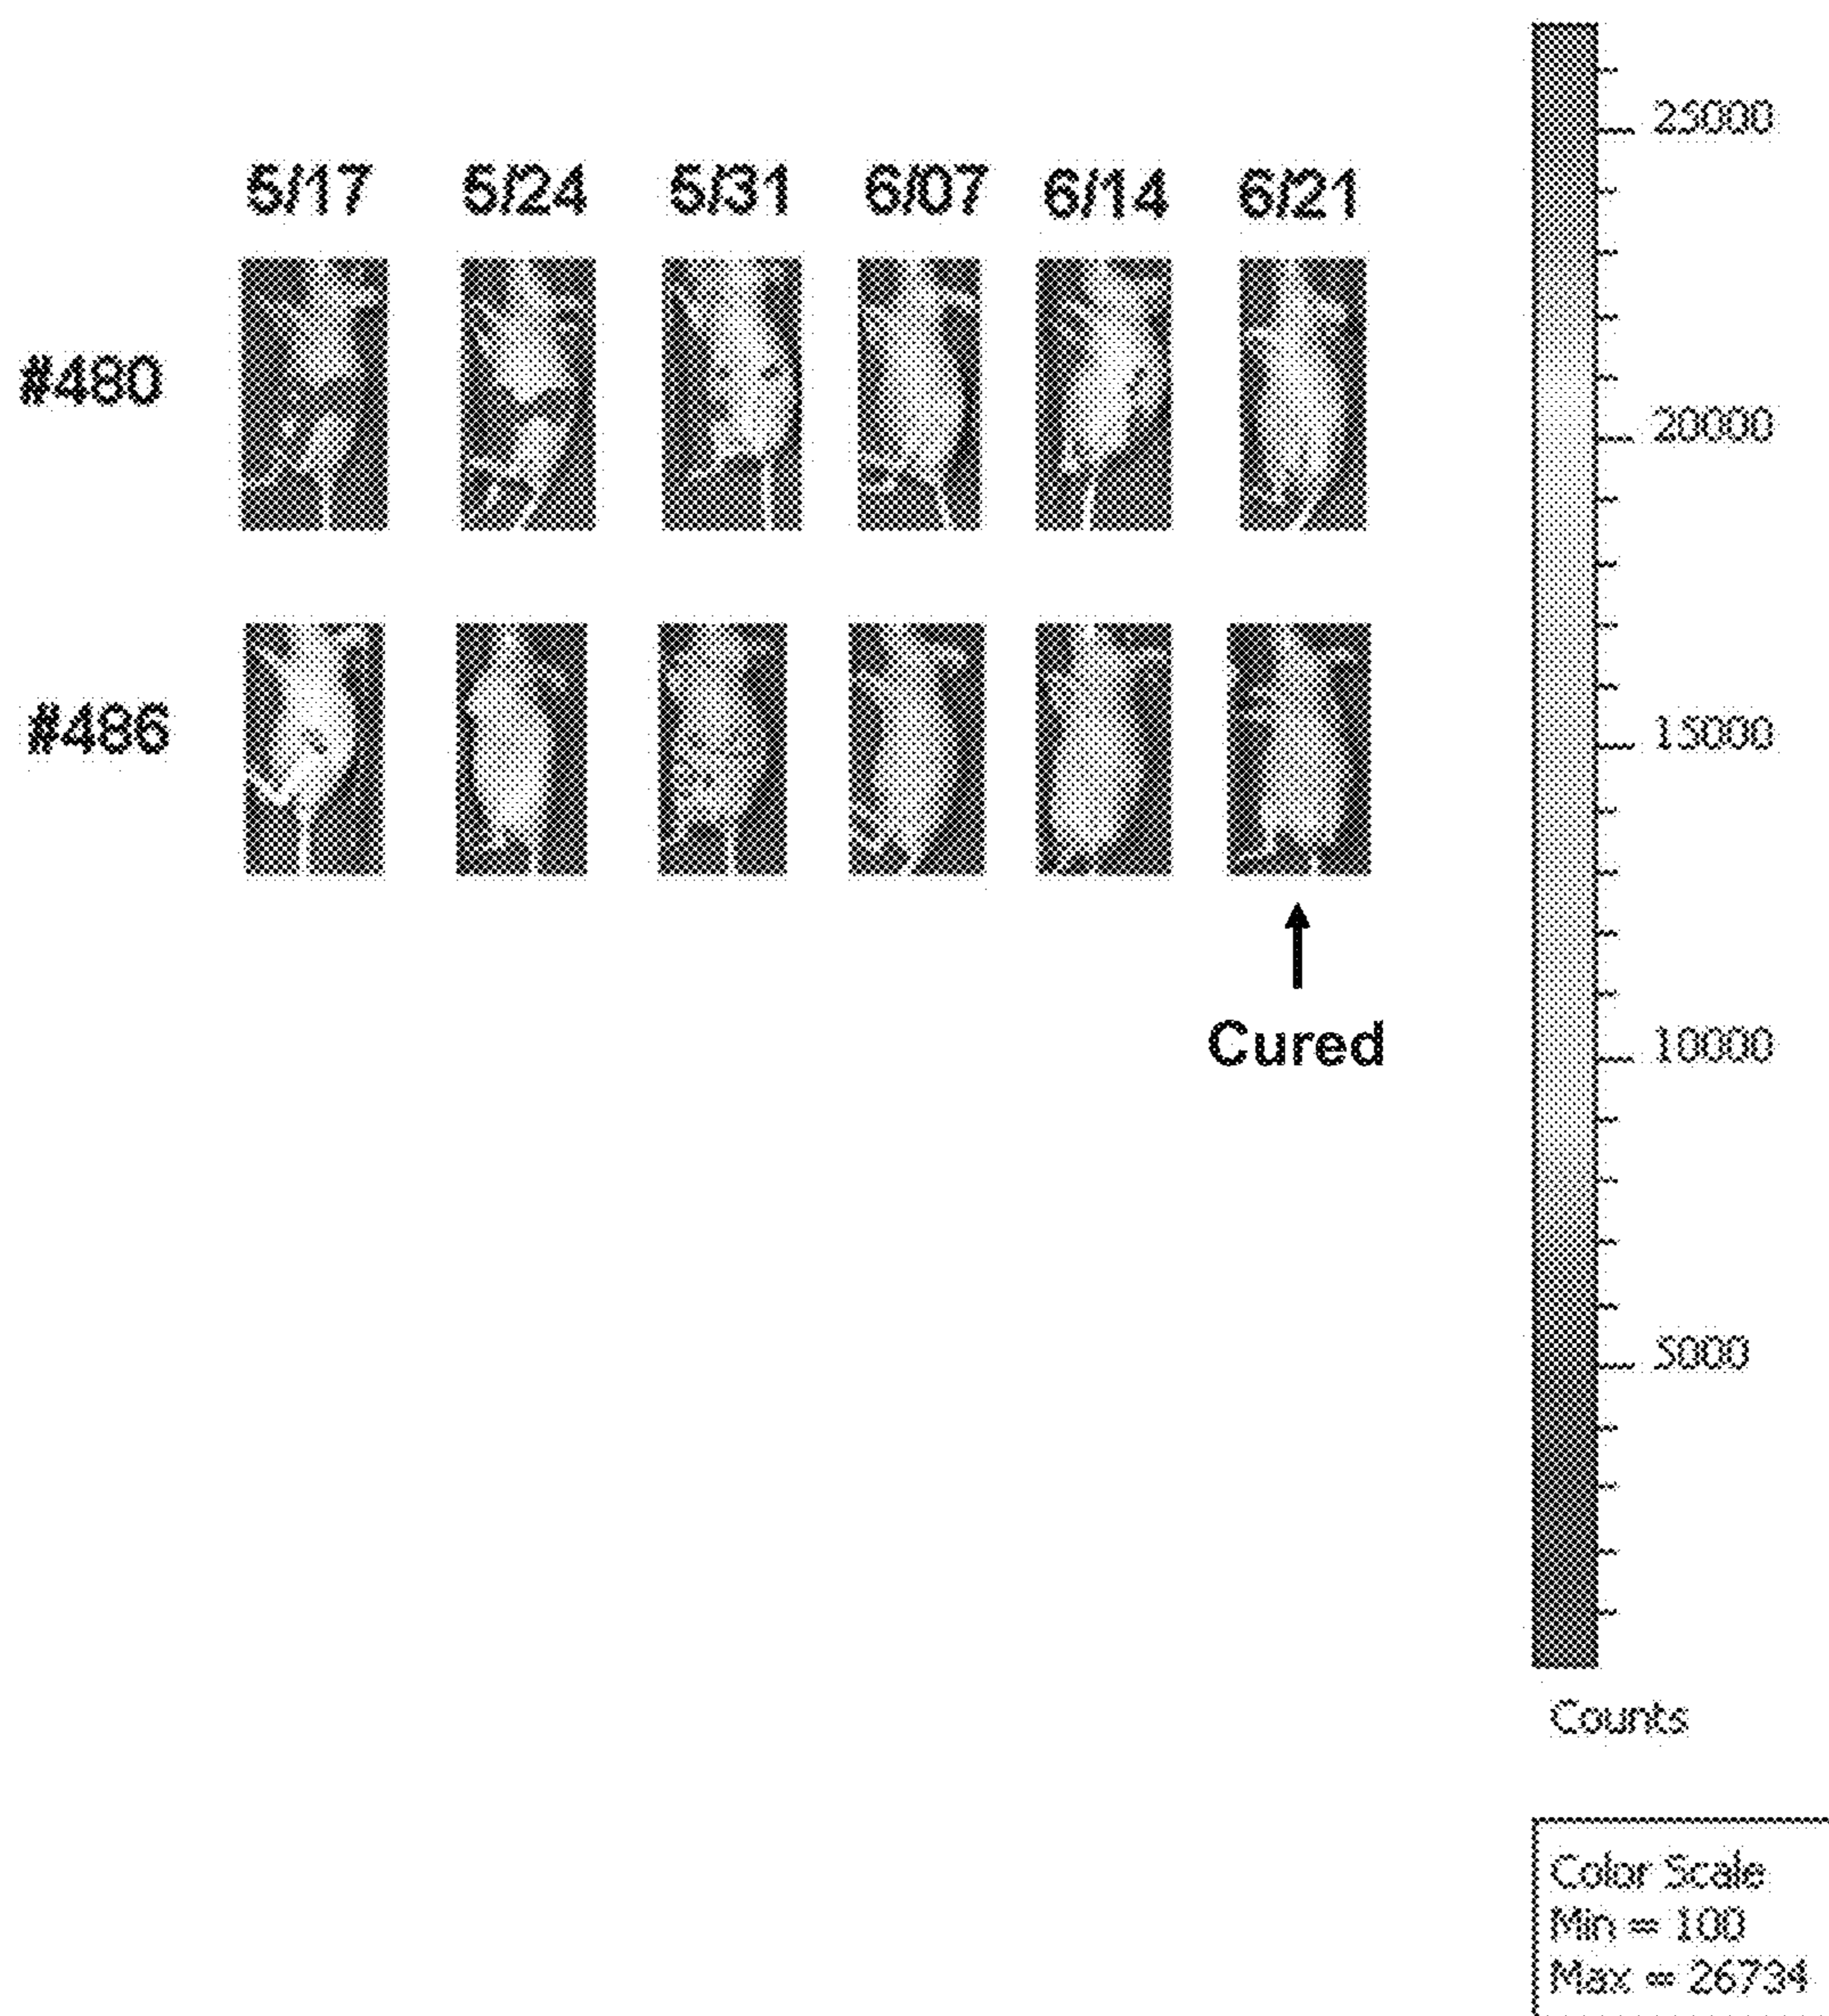 5/17 5/24 5/31 6/07 6/14 6/21
#480
#486
Cured
25000
20000
15000
10000
5000
Counts
Color Scale
Min = 100
Max = 26734